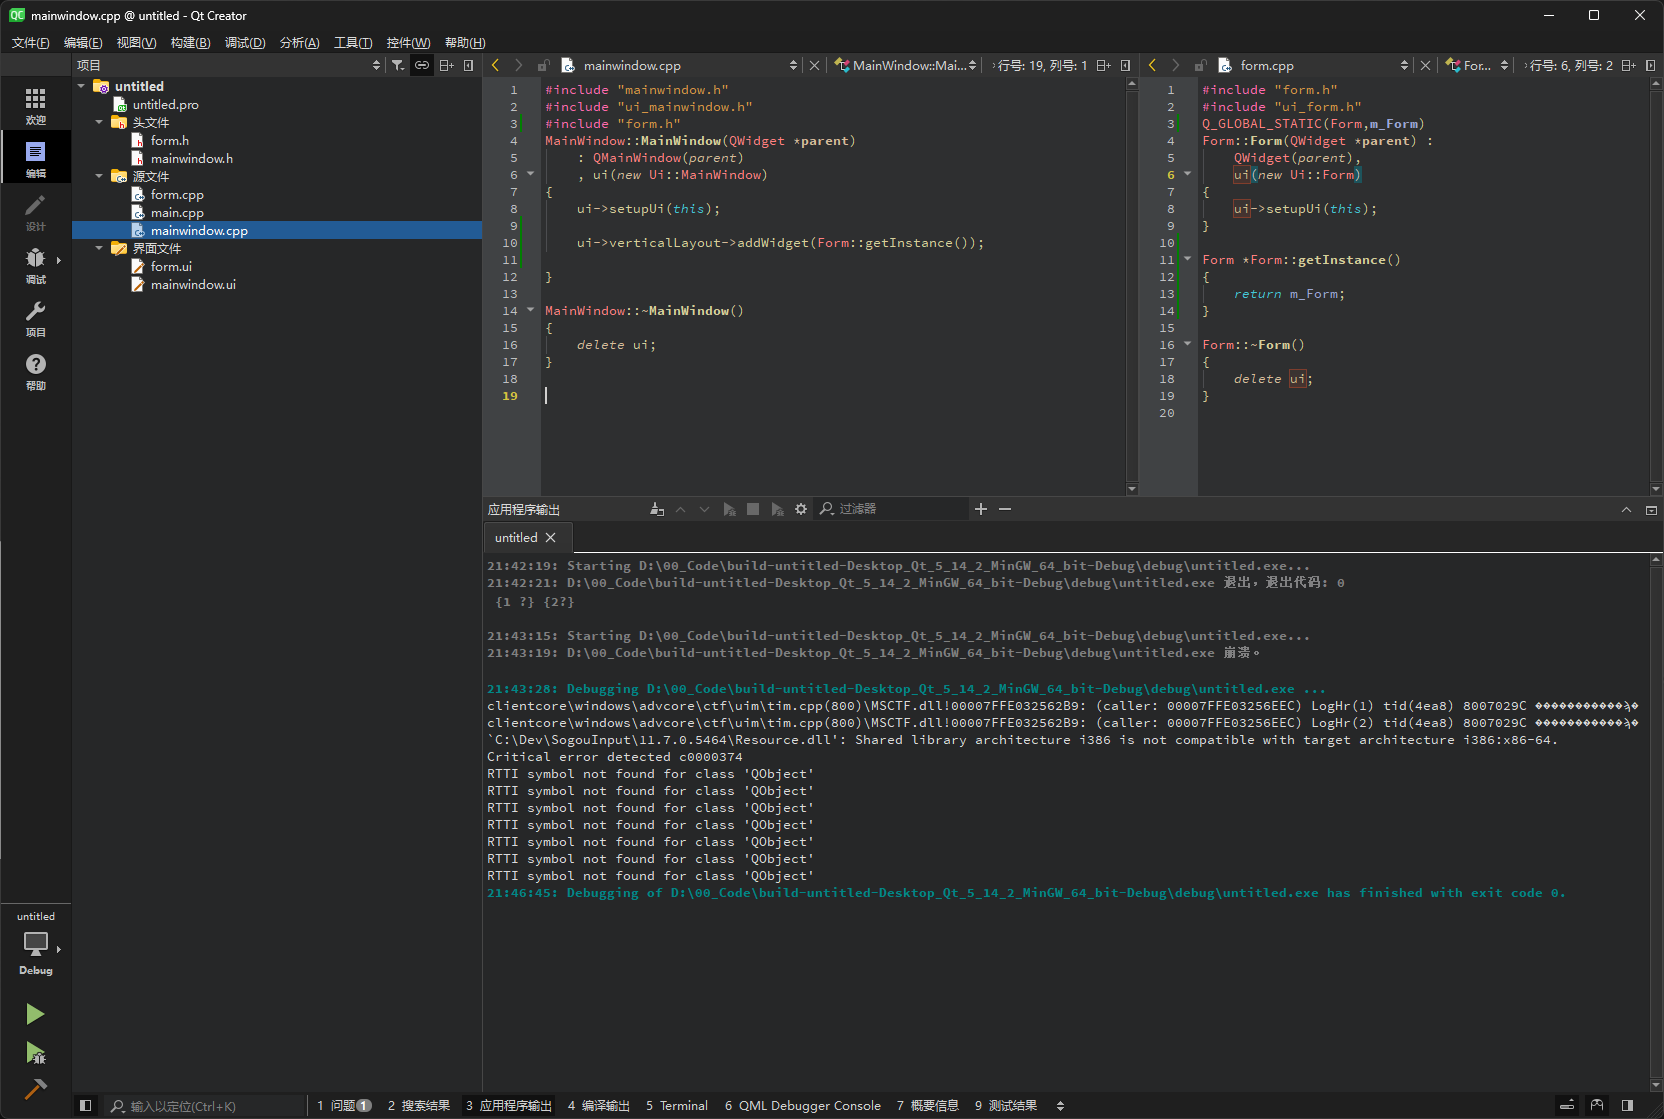 mainwindow.cpp @ untitled - Qt Creator
文件(F) 编辑(E) 视图(V) 构建(B) 调试(D) 分析(A) 工具(T) 控件(W) 帮助(H)
项目
mainwindow.cpp
MainWindow::Mai...
行号: 19, 列号: 1
form.cpp
For...
行号: 6, 列号: 2
欢迎
编辑
设计
调试
项目
帮助
untitled
Debug
untitled
untitled.pro
头文件
form.h
mainwindow.h
源文件
form.cpp
main.cpp
mainwindow.cpp
界面文件
form.ui
mainwindow.ui
1 #include "mainwindow.h"
2 #include "ui_mainwindow.h"
3 #include "form.h"
4 MainWindow::MainWindow(QWidget *parent)
5     : QMainWindow(parent)
6     , ui(new Ui::MainWindow)
7 {
8     ui->setupUi(this);
9
10     ui->verticalLayout->addWidget(Form::getInstance());
11
12 }
13
14 MainWindow::~MainWindow()
15 {
16     delete ui;
17 }
18
19
1 #include "form.h"
2 #include "ui_form.h"
3 Q_GLOBAL_STATIC(Form,m_Form)
4 Form::Form(QWidget *parent) :
5     QWidget(parent),
6     ui(new Ui::Form)
7 {
8     ui->setupUi(this);
9 }
10
11 Form *Form::getInstance()
12 {
13     return m_Form;
14 }
15
16 Form::~Form()
17 {
18     delete ui;
19 }
20
应用程序输出
过滤器
untitled
21:42:19: Starting D:\00_Code\build-untitled-Desktop_Qt_5_14_2_MinGW_64_bit-Debug\debug\untitled.exe...
21:42:21: D:\00_Code\build-untitled-Desktop_Qt_5_14_2_MinGW_64_bit-Debug\debug\untitled.exe 退出，退出代码: 0
{1 ?} {2?}
21:43:15: Starting D:\00_Code\build-untitled-Desktop_Qt_5_14_2_MinGW_64_bit-Debug\debug\untitled.exe...
21:43:19: D:\00_Code\build-untitled-Desktop_Qt_5_14_2_MinGW_64_bit-Debug\debug\untitled.exe 崩溃。
21:43:28: Debugging D:\00_Code\build-untitled-Desktop_Qt_5_14_2_MinGW_64_bit-Debug\debug\untitled.exe ...
clientcore\windows\advcore\ctf\uim\tim.cpp(800)\MSCTF.dll!00007FFE032562B9: (caller: 00007FFE03256EEC) LogHr(1) tid(4ea8) 8007029C
clientcore\windows\advcore\ctf\uim\tim.cpp(800)\MSCTF.dll!00007FFE032562B9: (caller: 00007FFE03256EEC) LogHr(2) tid(4ea8) 8007029C
`C:\Dev\SogouInput\11.7.0.5464\Resource.dll': Shared library architecture i386 is not compatible with target architecture i386:x86-64.
Critical error detected c0000374
RTTI symbol not found for class 'QObject'
RTTI symbol not found for class 'QObject'
RTTI symbol not found for class 'QObject'
RTTI symbol not found for class 'QObject'
RTTI symbol not found for class 'QObject'
RTTI symbol not found for class 'QObject'
RTTI symbol not found for class 'QObject'
21:46:45: Debugging of D:\00_Code\build-untitled-Desktop_Qt_5_14_2_MinGW_64_bit-Debug\debug\untitled.exe has finished with exit code 0.
输入以定位(Ctrl+K)
1 问题 1
2 搜索结果
3 应用程序输出
4 编译输出
5 Terminal
6 QML Debugger Console
7 概要信息
9 测试结果